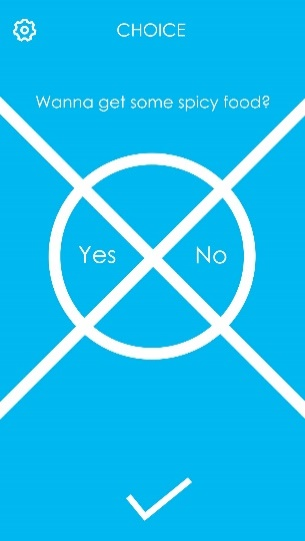 CHOICE
Wanna get some spicy food?
Yes No